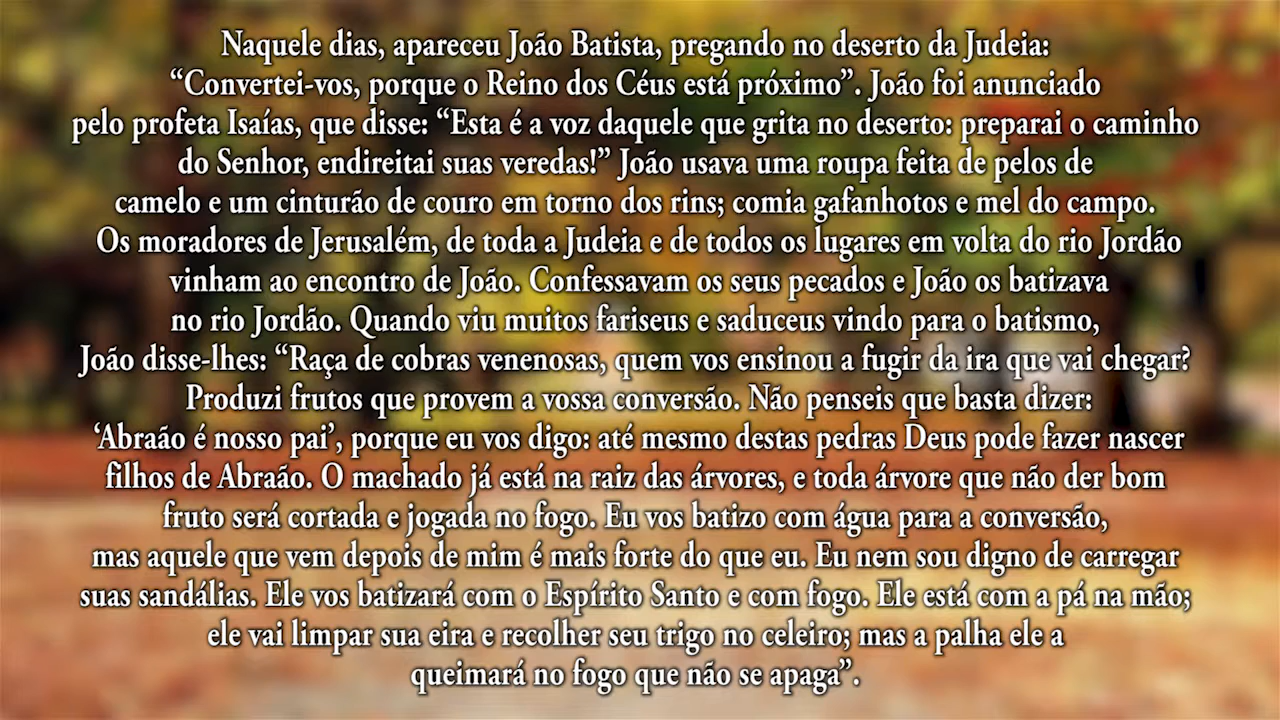 Naquele dias, apareceu João Batista, pregando no deserto da Judeia:
“Convertei-vos, porque o Reino dos Céus está próximo”. João foi anunciado
pelo profeta Isaías, que disse: “Esta é a voz daquele que grita no deserto: preparai o caminho
do Senhor, endireitai suas veredas!” João usava uma roupa feita de pelos de
camelo e um cinturão de couro em torno dos rins; comia gafanhotos e mel do campo.
Os moradores de Jerusalém, de toda a Judeia e de todos os lugares em volta do rio Jordão
vinham ao encontro de João. Confessavam os seus pecados e João os batizava
no rio Jordão. Quando viu muitos fariseus e saduceus vindo para o batismo,
João disse-lhes: “Raça de cobras venenosas, quem vos ensinou a fugir da ira que vai chegar?
Produzi frutos que provem a vossa conversão. Não penseis que basta dizer:
‘Abraão é nosso pai’, porque eu vos digo: até mesmo destas pedras Deus pode fazer nascer
filhos de Abraão. O machado já está na raiz das árvores, e toda árvore que não der bom
fruto será cortada e jogada no fogo. Eu vos batizo com água para a conversão,
mas aquele que vem depois de mim é mais forte do que eu. Eu nem sou digno de carregar
suas sandálias. Ele vos batizará com o Espírito Santo e com fogo. Ele está com a pá na mão;
ele vai limpar sua eira e recolher seu trigo no celeiro; mas a palha ele a
queimará no fogo que não se apaga”.